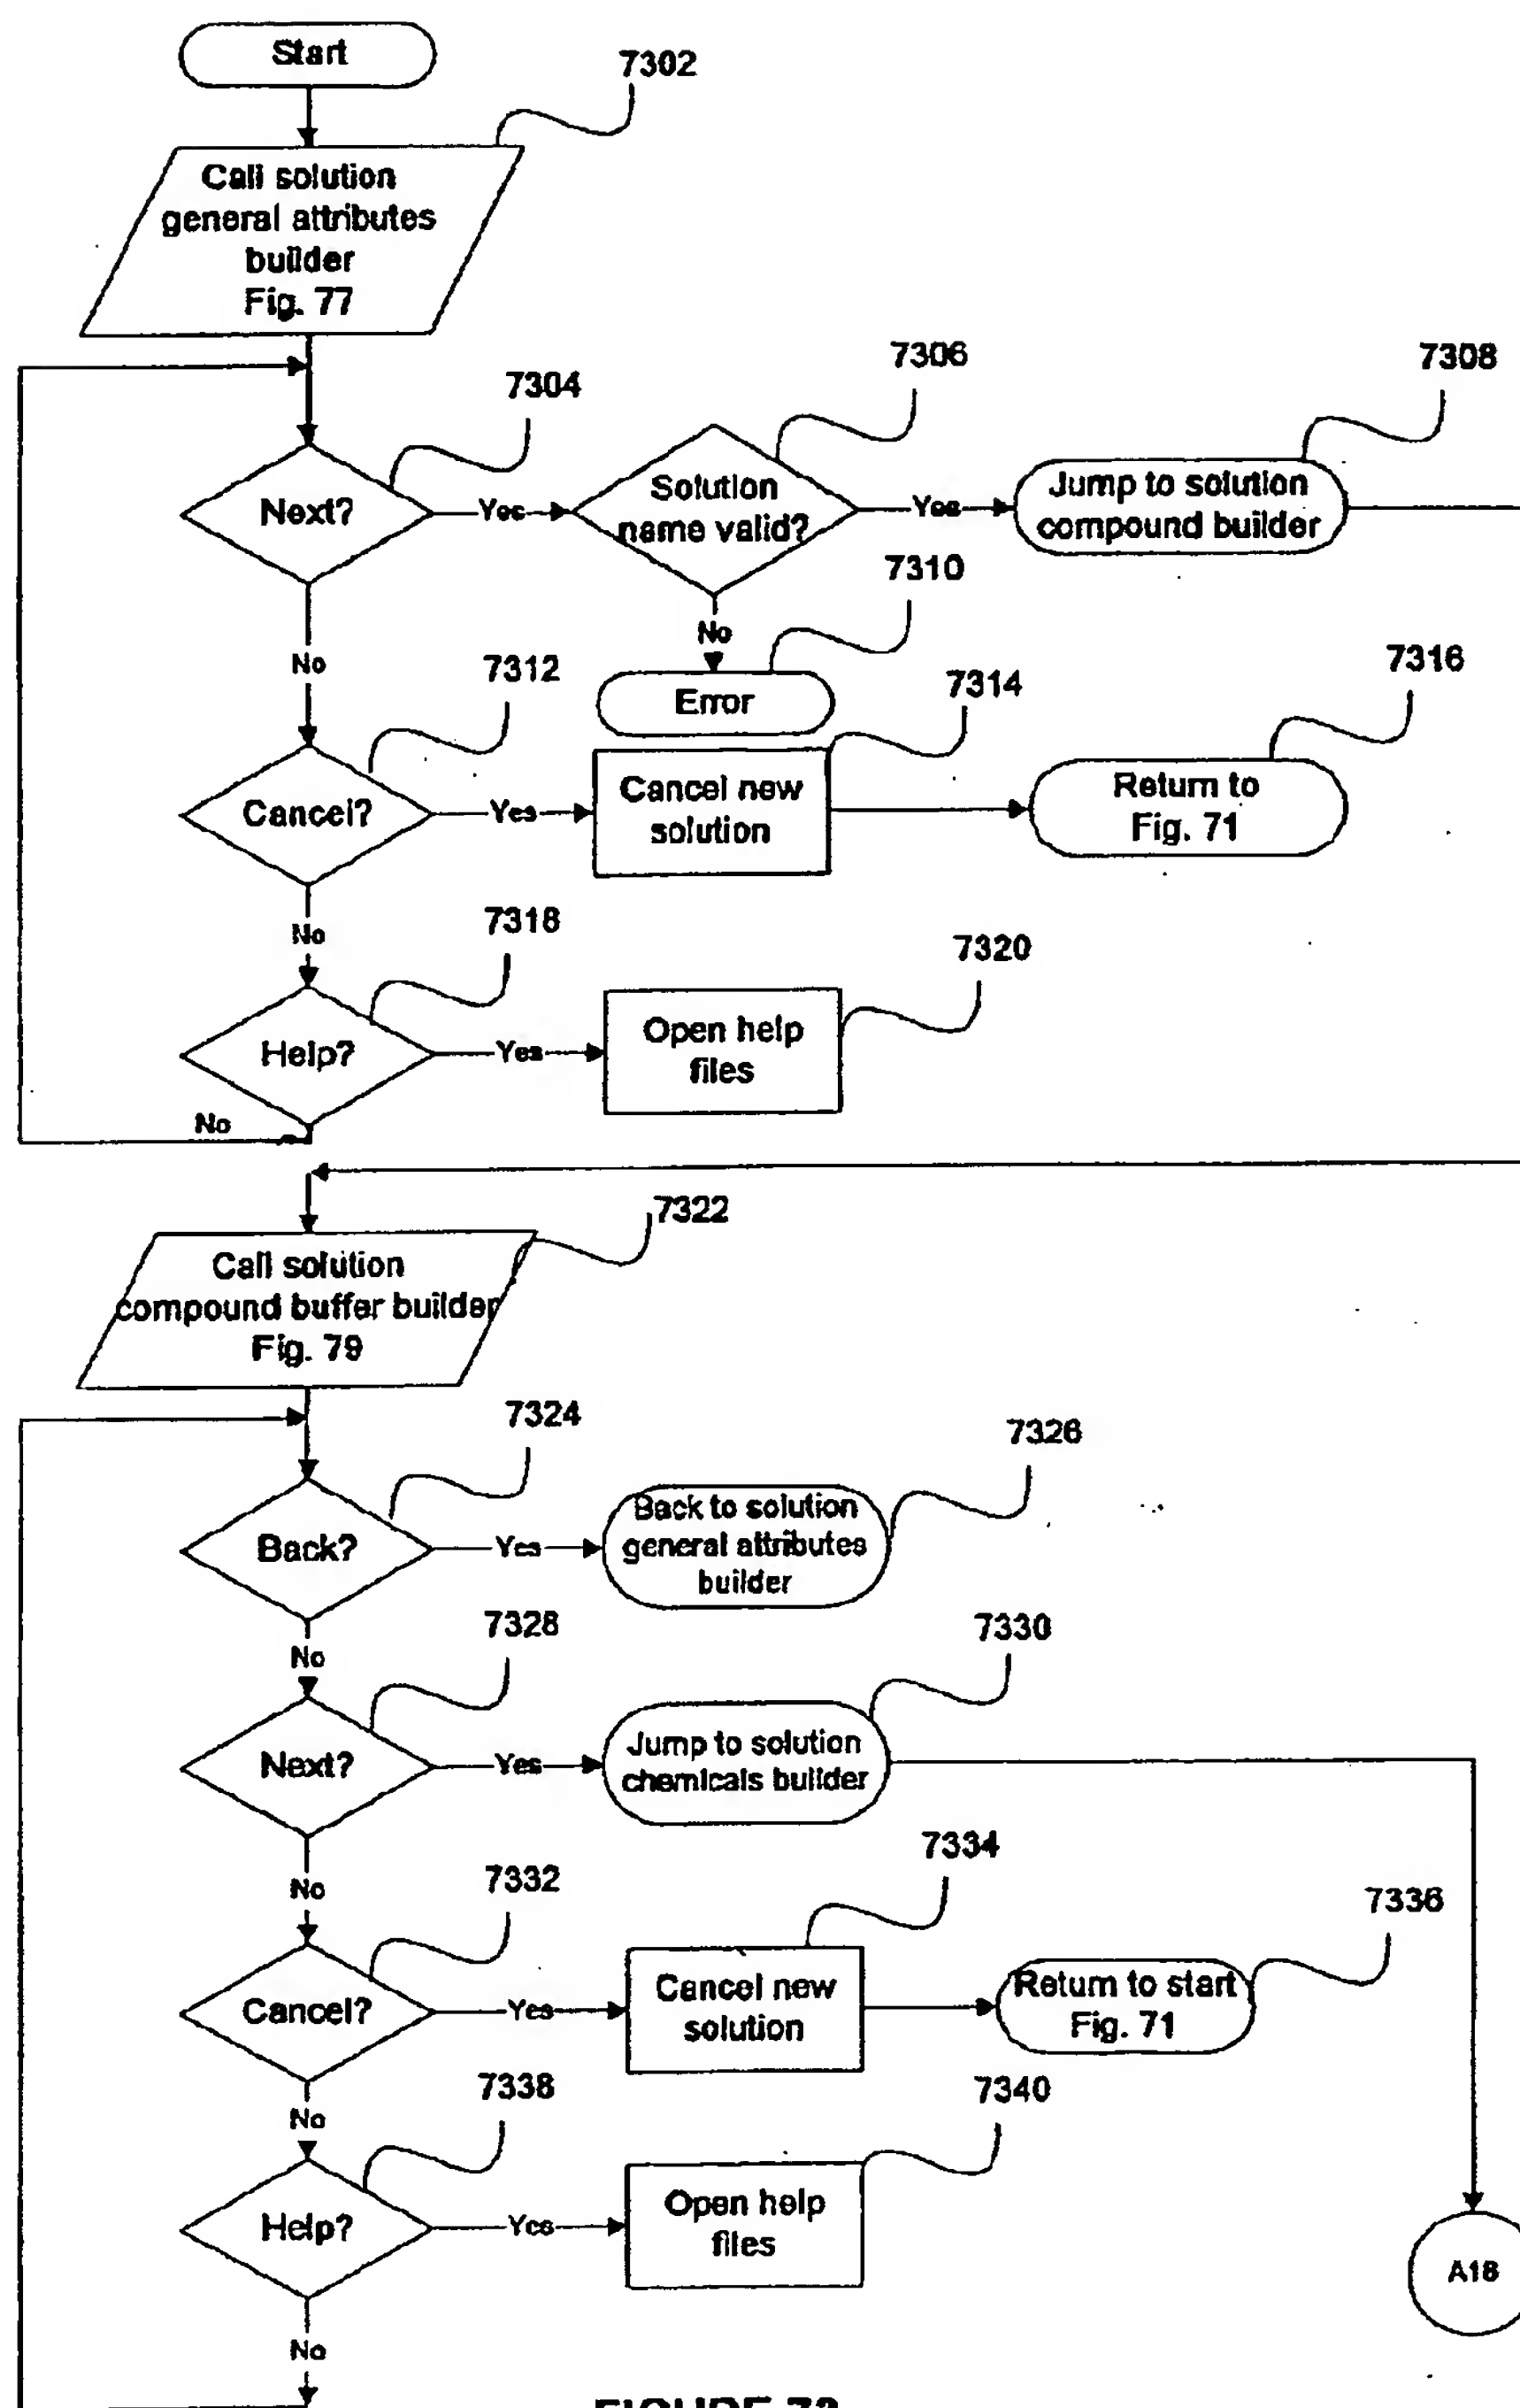 Start
7302
Call solution
general attributes
builder
Fig. 77
7304
7306
7308
Next?
Yes
Solution
name valid?
Yes
Jump to solution
compound builder
7310
No
No
Error
7312
7314
7316
Cancel?
Yes
Cancel new
solution
Return to
Fig. 71
No
7318
7320
Help?
Yes
Open help
files
No
7322
Call solution
compound buffer builder
Fig. 79
7324
7326
Back?
Yes
Back to solution
general attributes
builder
7328
7330
No
Next?
Yes
Jump to solution
chemicals builder
7332
7334
7336
No
Cancel?
Yes
Cancel new
solution
Return to start
Fig. 71
7338
7340
No
Help?
Yes
Open help
files
A18
No
FIGURE 73